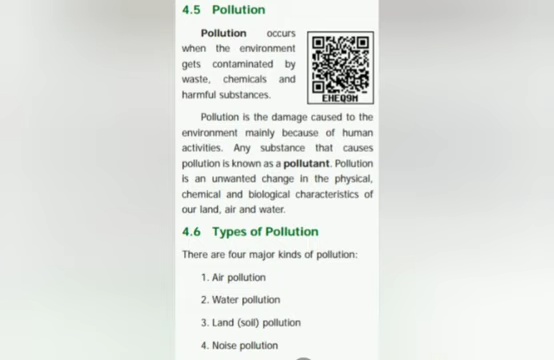 4.5 Pollution
Pollution occurs
when the environment
gets contaminated by
waste, chemicals and
harmful substances.
EHEQ9M
Pollution is the damage caused to the
environment mainly because of human
activities. Any substance that causes
pollution is known as a pollutant. Pollution
is an unwanted change in the physical,
chemical and biological characteristics of
our land, air and water.
4.6 Types of Pollution
There are four major kinds of pollution:
1. Air pollution
2. Water pollution
3. Land (soil) pollution
4. Noise pollution